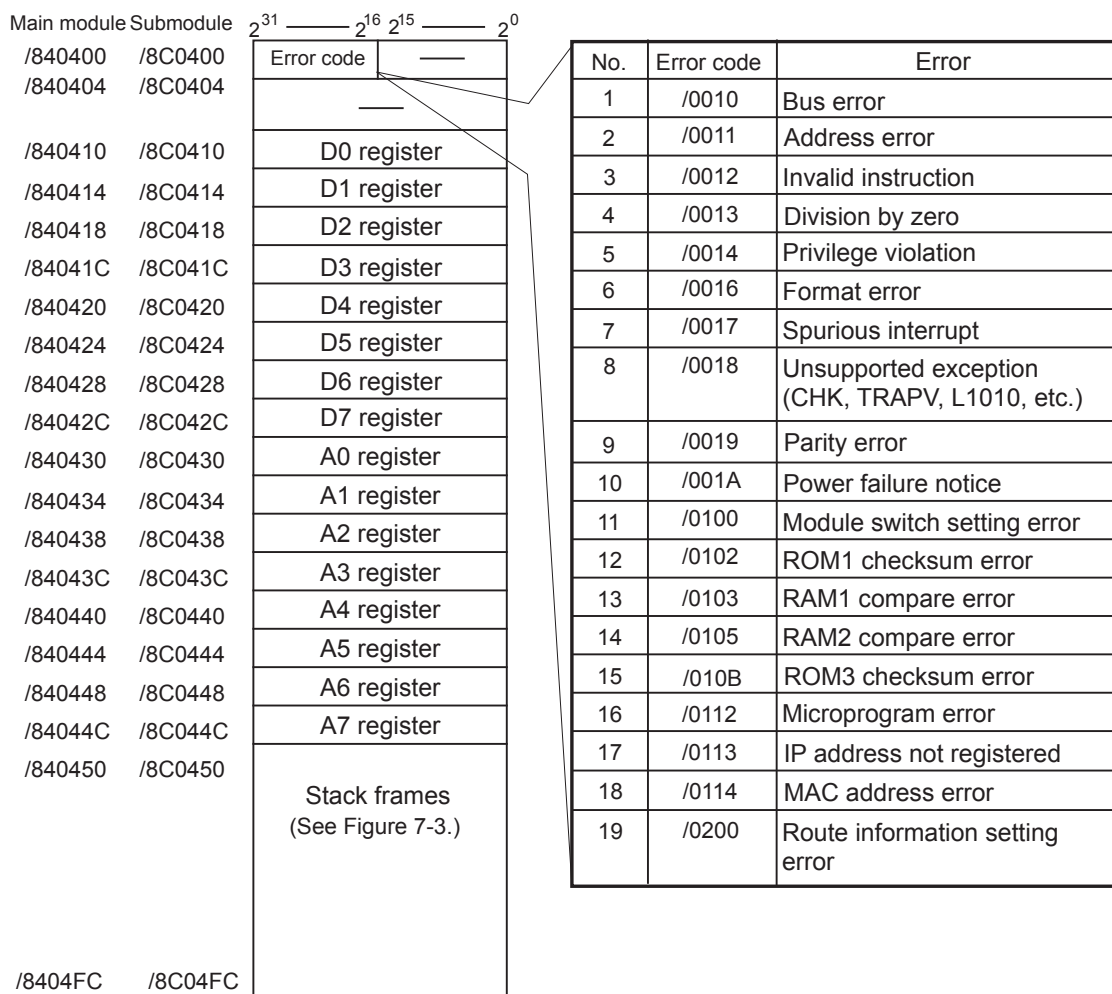 Main module Submodule 2^31 2^16 2^15 2^0
/840400 /8C0400 Error code —
/840404 /8C0404 —
/840410 /8C0410 D0 register
/840414 /8C0414 D1 register
/840418 /8C0418 D2 register
/84041C /8C041C D3 register
/840420 /8C0420 D4 register
/840424 /8C0424 D5 register
/840428 /8C0428 D6 register
/84042C /8C042C D7 register
/840430 /8C0430 A0 register
/840434 /8C0434 A1 register
/840438 /8C0438 A2 register
/84043C /8C043C A3 register
/840440 /8C0440 A4 register
/840444 /8C0444 A5 register
/840448 /8C0448 A6 register
/84044C /8C044C A7 register
/840450 /8C0450
Stack frames
(See Figure 7-3.)
/8404FC /8C04FC
No. Error code Error
1 /0010 Bus error
2 /0011 Address error
3 /0012 Invalid instruction
4 /0013 Division by zero
5 /0014 Privilege violation
6 /0016 Format error
7 /0017 Spurious interrupt
8 /0018 Unsupported exception
(CHK, TRAPV, L1010, etc.)
9 /0019 Parity error
10 /001A Power failure notice
11 /0100 Module switch setting error
12 /0102 ROM1 checksum error
13 /0103 RAM1 compare error
14 /0105 RAM2 compare error
15 /010B ROM3 checksum error
16 /0112 Microprogram error
17 /0113 IP address not registered
18 /0114 MAC address error
19 /0200 Route information setting
error